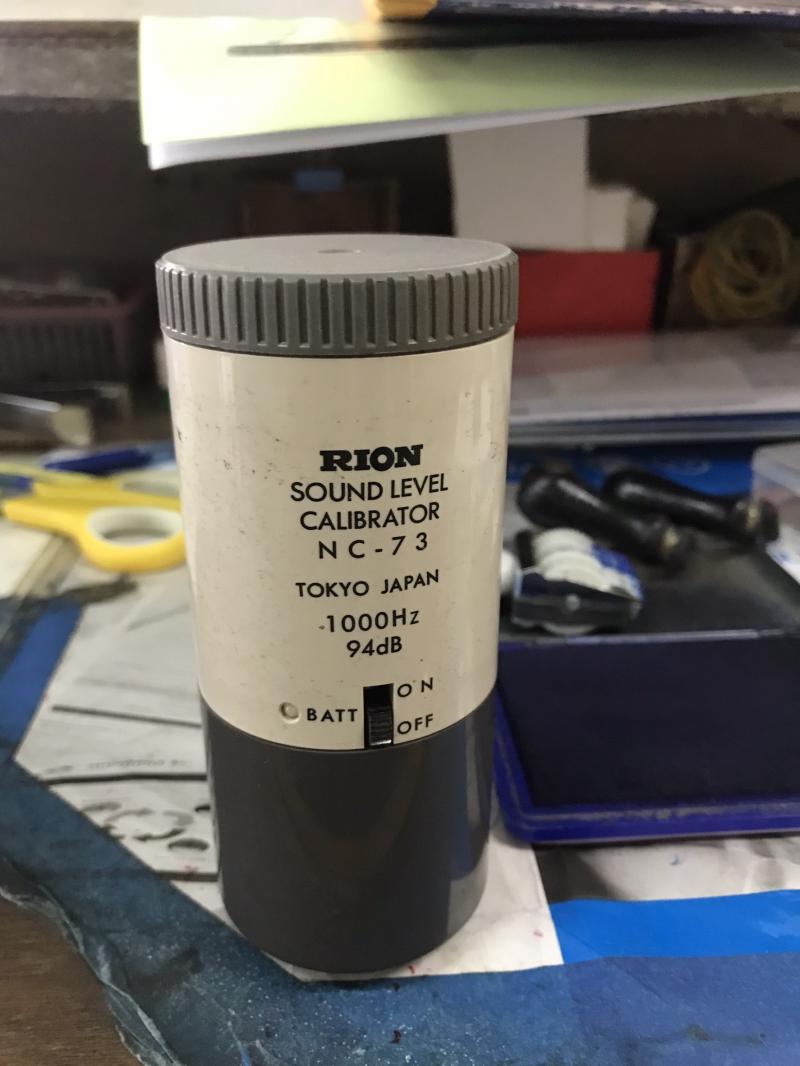 RION
SOUND LEVEL
CALIBRATOR
NC-73
TOKYO JAPAN
1000Hz
94dB
ON
BATT
OFF